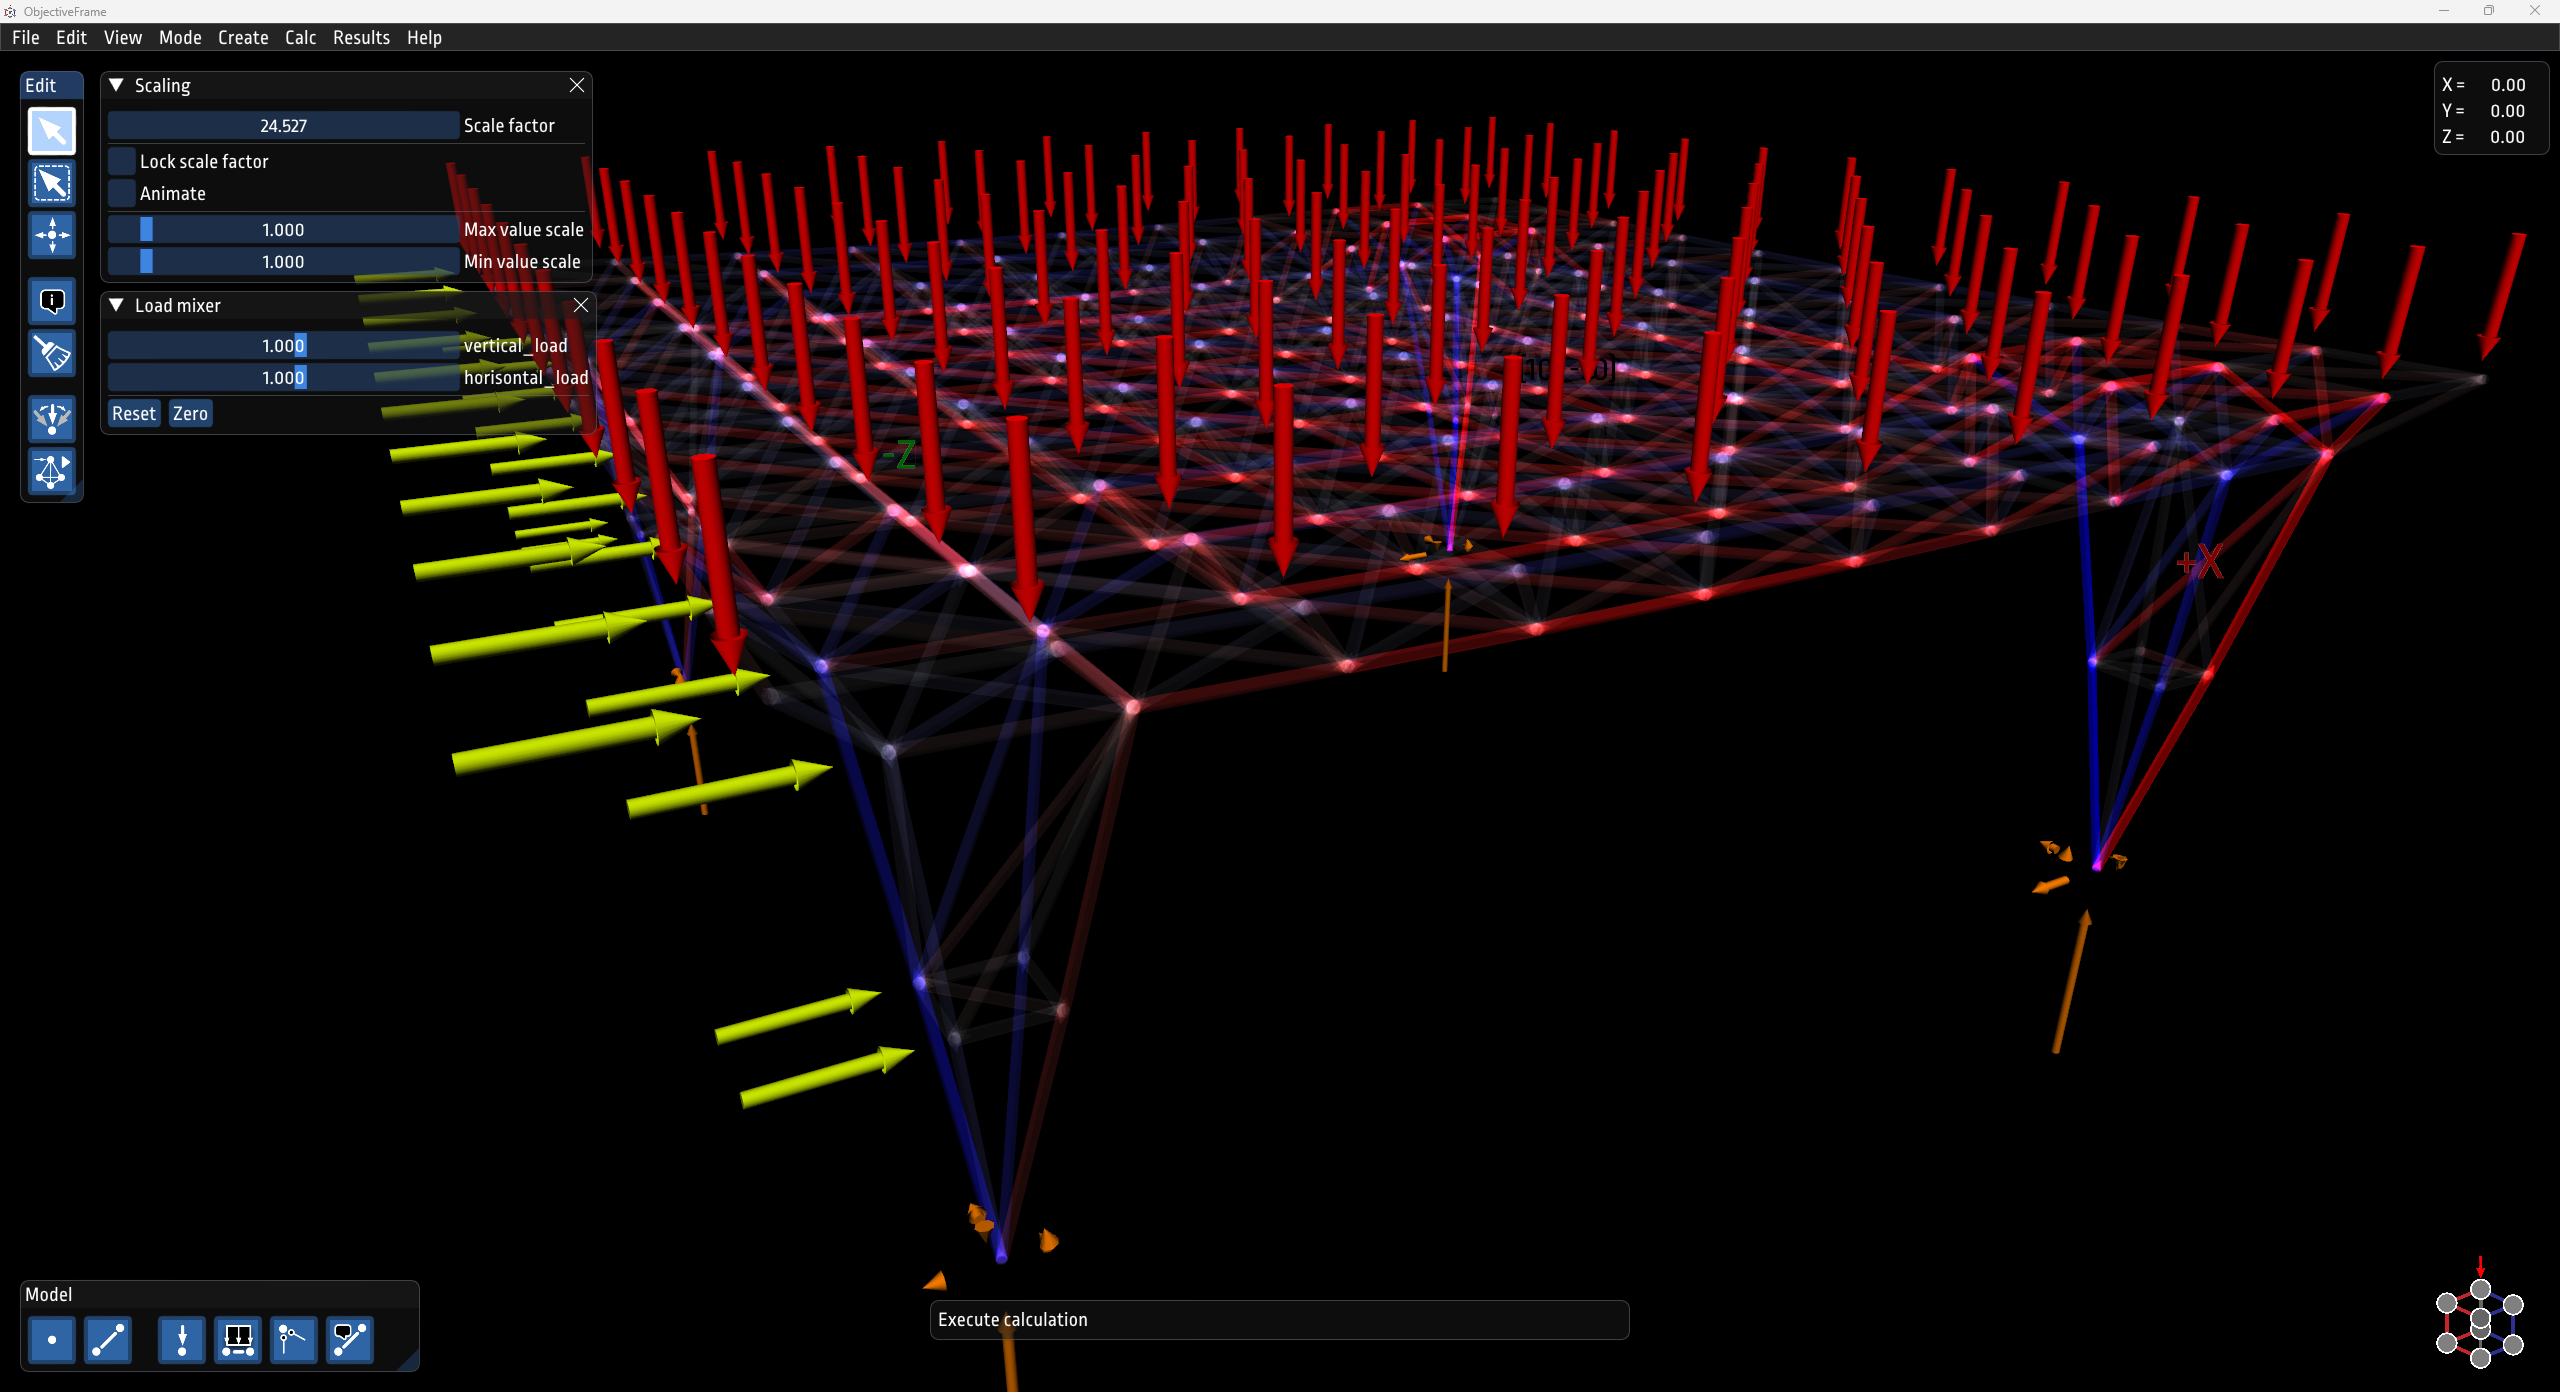 ObjectiveFrame
File Edit View Mode Create Calc Results Help
Edit
Scaling
24.527 Scale factor
Lock scale factor
Animate
1.000 Max value scale
1.000 Min value scale
Load mixer
1.000 vertical_load
1.000 horisontal_load
Reset Zero
X = 0.00
Y = 0.00
Z = 0.00
-Z
+X
Model
Execute calculation